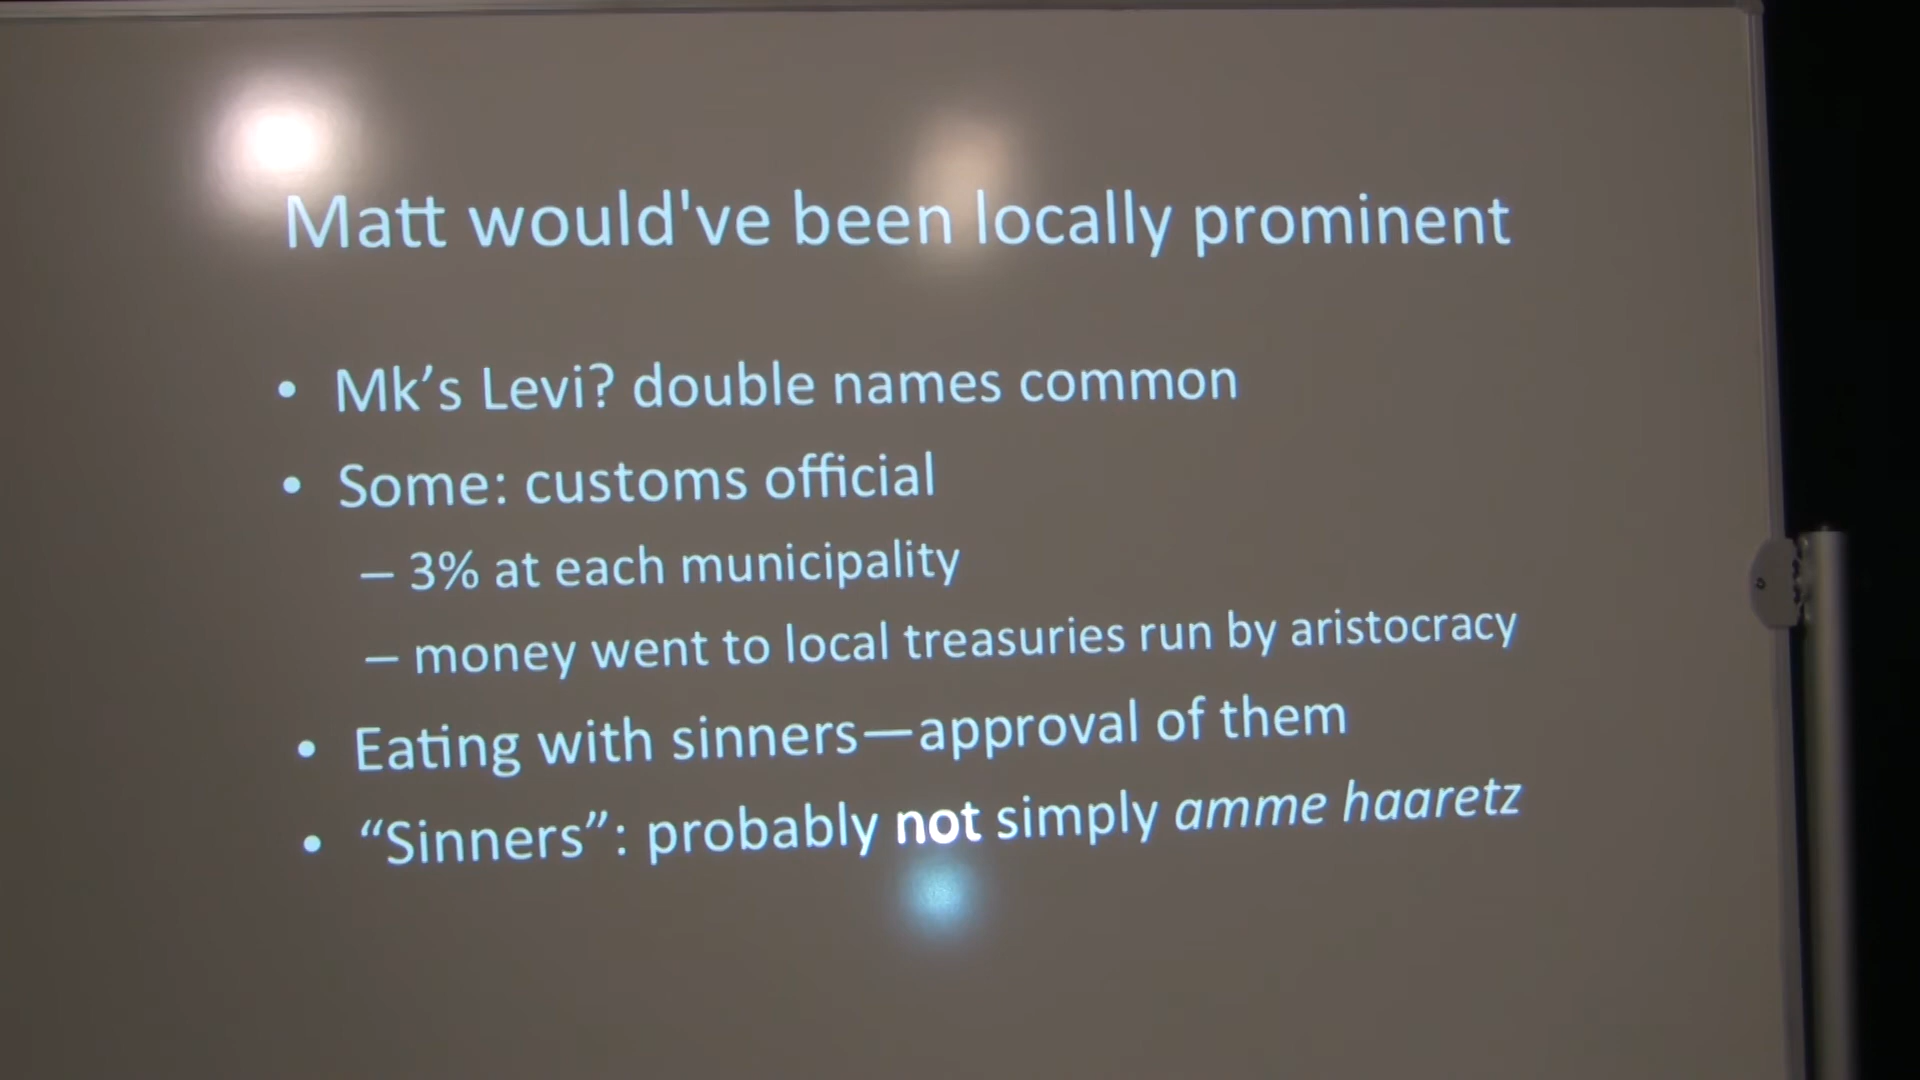 Matt would've been locally prominent
• Mk’s Levi? double names common
• Some: customs official
– 3% at each municipality
– money went to local treasuries run by aristocracy
• Eating with sinners—approval of them
• “Sinners”: probably not simply amme haaretz